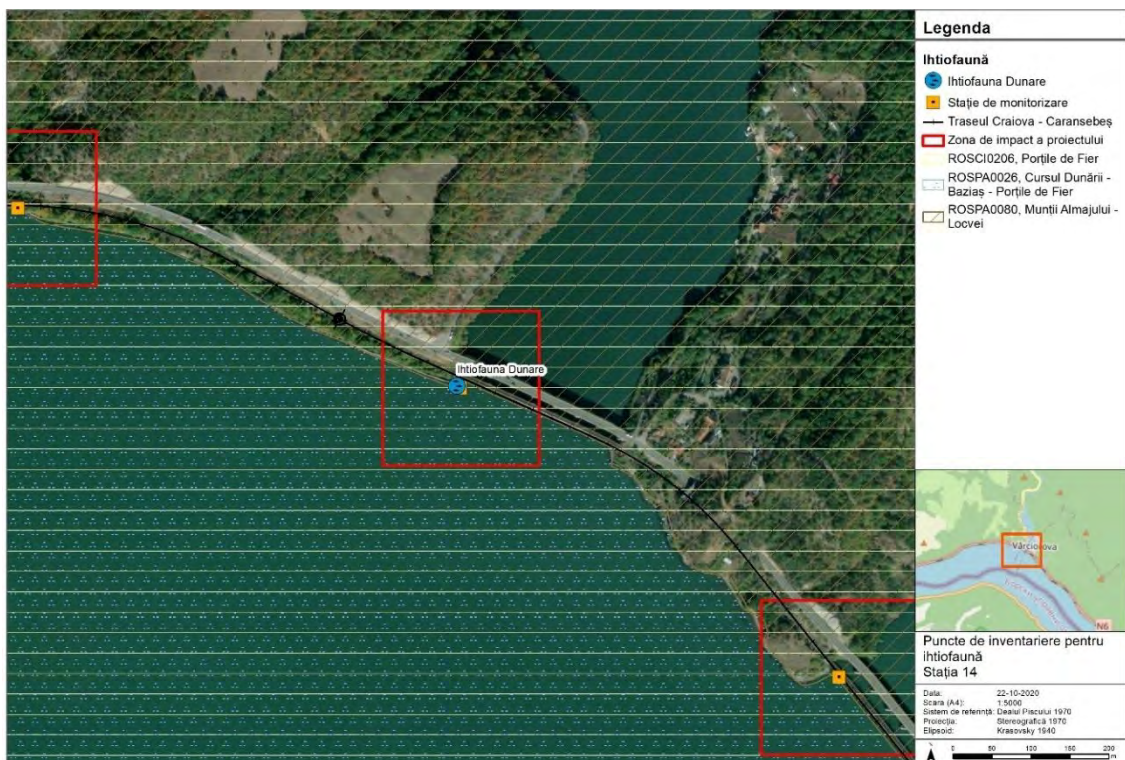 Ihtiofauna Dunare
Legenda
Ihtiofaună
Ihtiofauna Dunare
Stație de monitorizare
Traseul Craiova - Caransebeș
Zona de impact a proiectului
ROSCI0206, Porțile de Fier
ROSPA0026, Cursul Dunării -
Baziaș - Porțile de Fier
ROSPA0080, Munții Almajului -
Locvei
Vârciorova
N6
Puncte de inventariere pentru
ihtiofaună
Stația 14
Data: 22-10-2020
Scara (A4): 1:5000
Sistem de referință: Dealul Piscului 1970
Proiecția: Stereografică 1970
Elipsoid: Krasovsky 1940
N
0 50 100 150 200
m